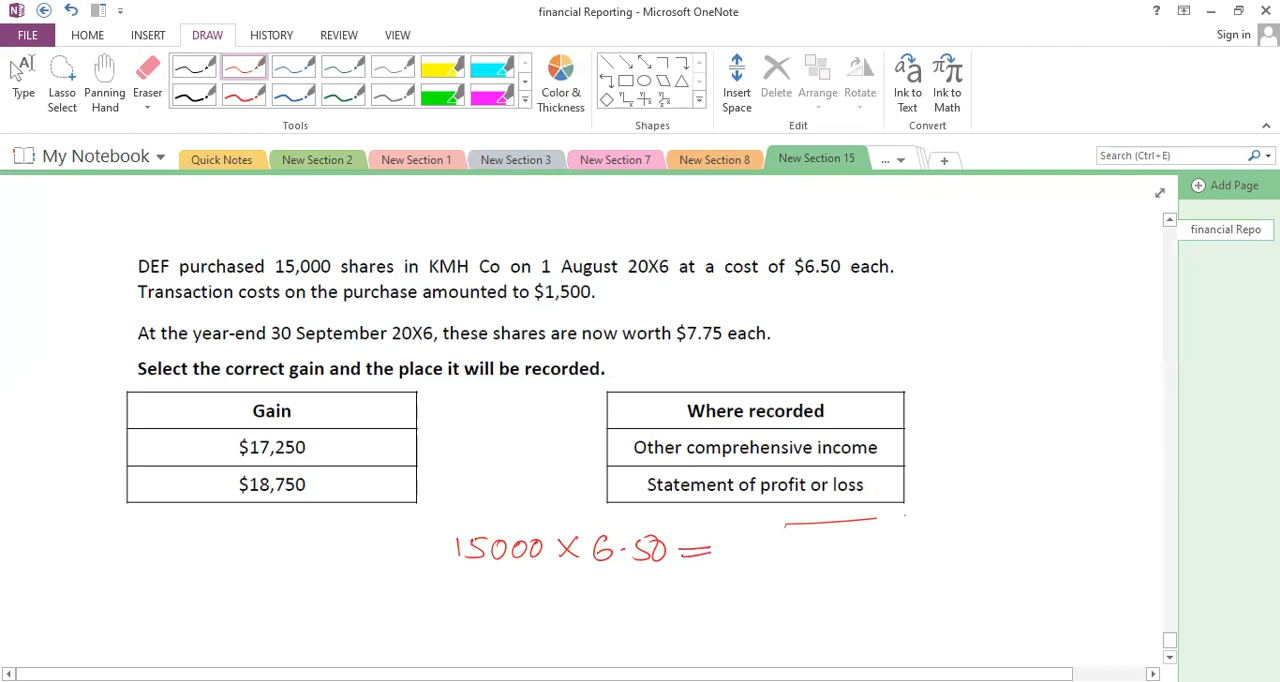 financial Reporting - Microsoft OneNote
?
FILE HOME INSERT DRAW HISTORY REVIEW VIEW
Sign in
Type
Lasso Select
Panning Hand
Eraser
Color & Thickness
Insert Space
Delete
Arrange
Rotate
Ink to Text
Ink to Math
Tools Shapes Edit Convert
My Notebook
Quick Notes New Section 2 New Section 1 New Section 3 New Section 7 New Section 8 New Section 15 ...
Search (Ctrl+E)
Add Page
financial Repo
DEF purchased 15,000 shares in KMH Co on 1 August 20X6 at a cost of $6.50 each.
Transaction costs on the purchase amounted to $1,500.
At the year-end 30 September 20X6, these shares are now worth $7.75 each.
Select the correct gain and the place it will be recorded.
Gain Where recorded
$17,250 Other comprehensive income
$18,750 Statement of profit or loss
15000 X 6.50 =